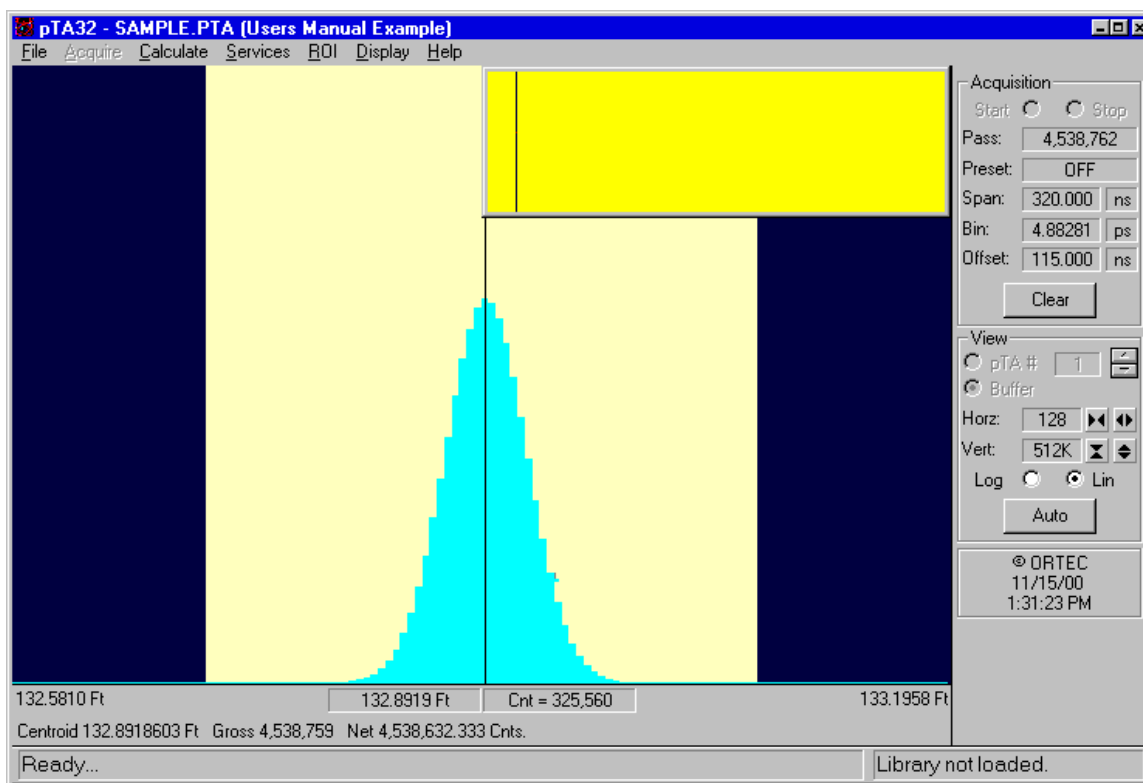 pTA32 - SAMPLE.PTA (Users Manual Example)
File Acquire Calculate Services ROI Display Help
Acquisition
Start Stop
Pass: 4,538,762
Preset: OFF
Span: 320.000 ns
Bin: 4.88281 ps
Offset: 115.000 ns
Clear
View
pTA # 1
Buffer
Horz: 128
Vert: 512K
Log Lin
Auto
© ORTEC
11/15/00
1:31:23 PM
132.5810 Ft 132.8919 Ft Cnt = 325,560 133.1958 Ft
Centroid 132.8918603 Ft Gross 4,538,759 Net 4,538,632.333 Cnts.
Ready... Library not loaded.